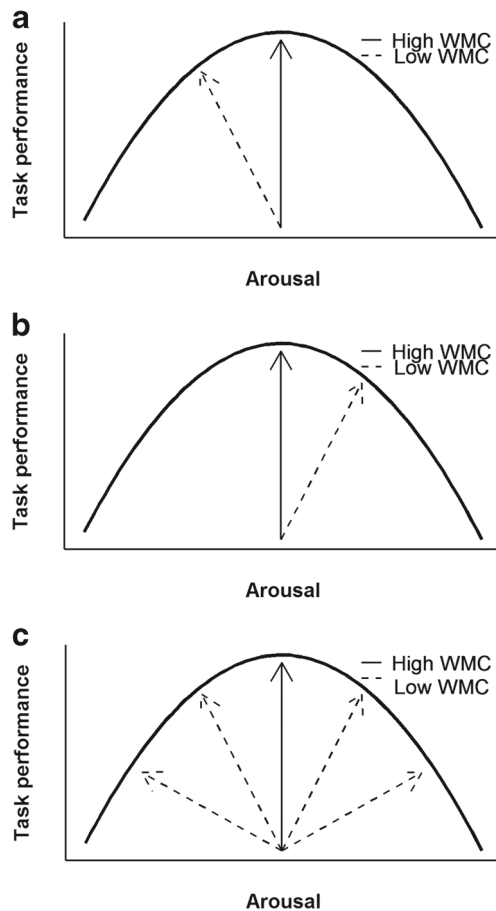 a
Task performance
High WMC
Low WMC
Arousal
b
Task performance
High WMC
Low WMC
Arousal
c
Task performance
High WMC
Low WMC
Arousal